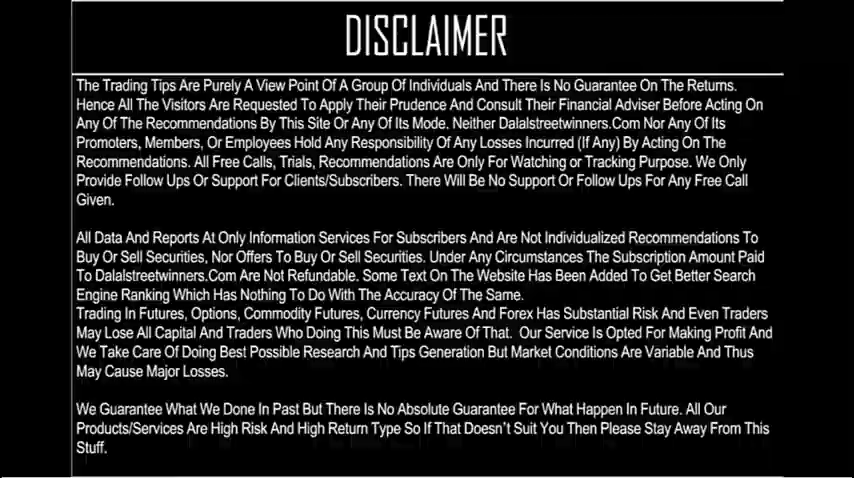 DISCLAIMER
The Trading Tips Are Purely A View Point Of A Group Of Individuals And There Is No Guarantee On The Returns.
Hence All The Visitors Are Requested To Apply Their Prudence And Consult Their Financial Adviser Before Acting On
Any Of The Recommendations By This Site Or Any Of Its Mode. Neither Dalalstreetwinners.Com Nor Any Of Its
Promoters, Members, Or Employees Hold Any Responsibility Of Any Losses Incurred (If Any) By Acting On The
Recommendations. All Free Calls, Trials, Recommendations Are Only For Watching or Tracking Purpose. We Only
Provide Follow Ups Or Support For Clients/Subscribers. There Will Be No Support Or Follow Ups For Any Free Call
Given.
All Data And Reports At Only Information Services For Subscribers And Are Not Individualized Recommendations To
Buy Or Sell Securities, Nor Offers To Buy Or Sell Securities. Under Any Circumstances The Subscription Amount Paid
To Dalalstreetwinners.Com Are Not Refundable. Some Text On The Website Has Been Added To Get Better Search
Engine Ranking Which Has Nothing To Do With The Accuracy Of The Same.
Trading In Futures, Options, Commodity Futures, Currency Futures And Forex Has Substantial Risk And Even Traders
May Lose All Capital And Traders Who Doing This Must Be Aware Of That. Our Service Is Opted For Making Profit And
We Take Care Of Doing Best Possible Research And Tips Generation But Market Conditions Are Variable And Thus
May Cause Major Losses.
We Guarantee What We Done In Past But There Is No Absolute Guarantee For What Happen In Future. All Our
Products/Services Are High Risk And High Return Type So If That Doesn't Suit You Then Please Stay Away From This
Stuff.